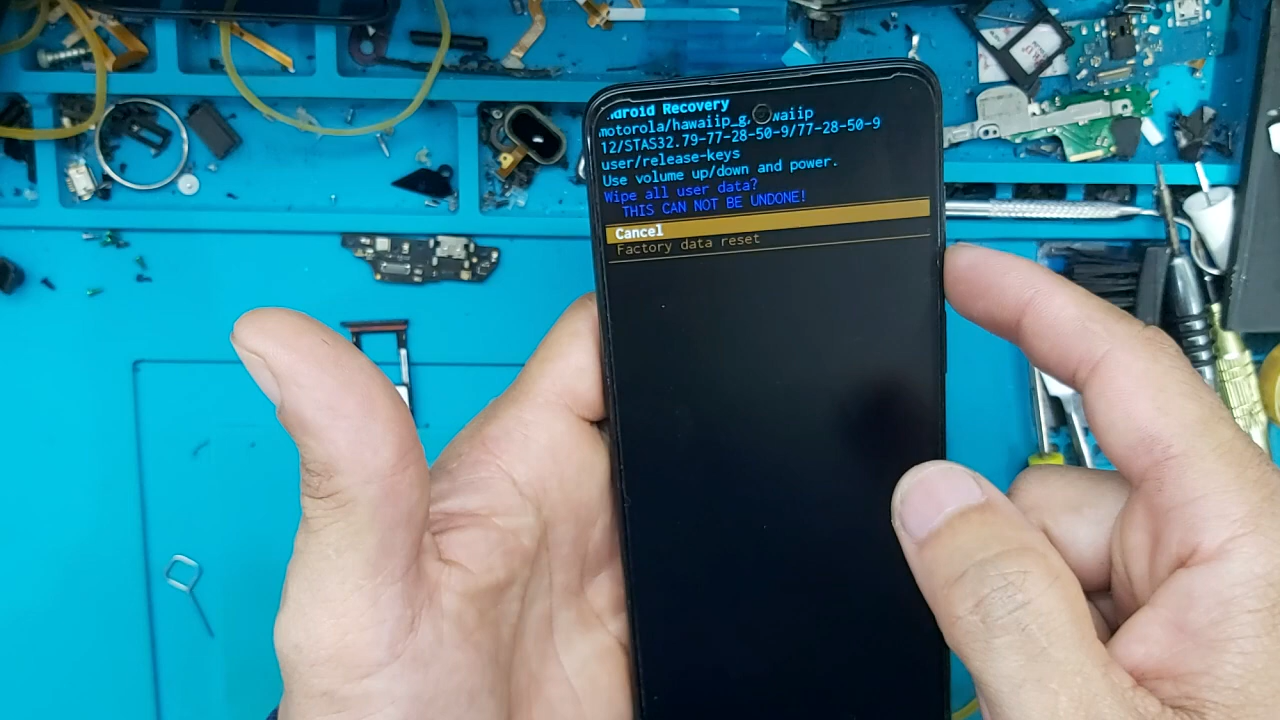 ndroid Recovery
motorola/hawaiip_g/ waiip
12/STAS32.79-77-28-50-9/77-28-50-9
user/release-keys
Use volume up/down and power.
Wipe all user data?
THIS CAN NOT BE UNDONE!
Cancel
Factory data reset